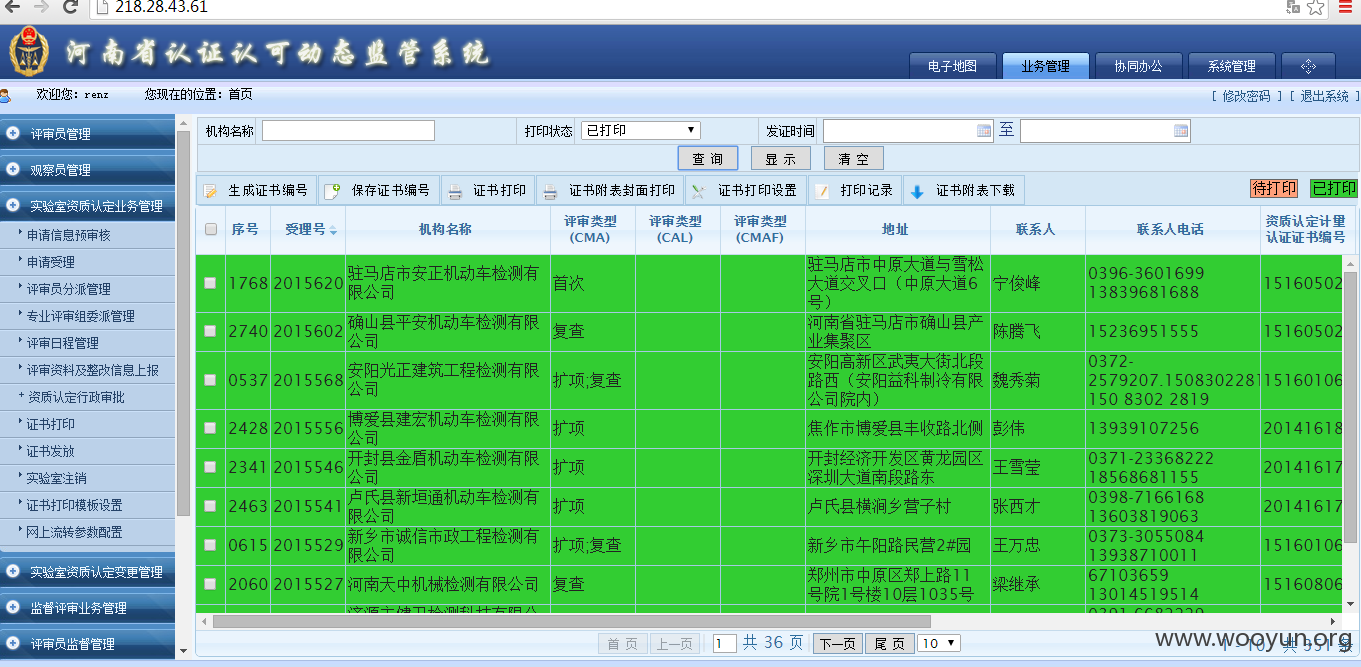 218.28.43.61
河南省认证认可动态监管系统
电子地图 业务管理 协同办公 系统管理
欢迎您：renz 您现在的位置：首页 [ 修改密码 ] [ 退出系统 ]
评审员管理
观察员管理
实验室资质认定业务管理
申请信息预审核
申请受理
评审员分派管理
专业评审组委派管理
评审日程管理
评审资料及整改信息上报
资质认定行政审批
证书打印
证书发放
实验室注销
证书打印模板设置
网上流转参数配置
实验室资质认定变更管理
监督评审业务管理
评审员监督管理
机构名称 打印状态 已打印 发证时间 至
查 询 显 示 清 空
生成证书编号 保存证书编号 证书打印 证书附表封面打印 证书打印设置 打印记录 证书附表下载 待打印 已打印
序号 受理号 机构名称 评审类型(CMA) 评审类型(CAL) 评审类型(CMAF) 地址 联系人 联系人电话 资质认定计量认证证书编号
1768 2015620 驻马店市安正机动车检测有限公司 首次 驻马店市中原大道与雪松大道交叉口（中原大道6号） 宁俊峰 0396-3601699 13839681688 15160502
2740 2015602 确山县平安机动车检测有限公司 复查 河南省驻马店市确山县产业集聚区 陈腾飞 15236951555 15160502
0537 2015568 安阳光正建筑工程检测有限公司 扩项;复查 安阳高新区武夷大街北段路西（安阳益科制冷有限公司院内） 魏秀菊 0372-2579207.1508302281 150 8302 2819 15160106
2428 2015556 博爱县建宏机动车检测有限公司 扩项 焦作市博爱县丰收路北侧 彭伟 13939107256 20141618
2341 2015546 开封县金盾机动车检测有限公司 扩项 开封经济开发区黄龙园区深圳大道南段路东 王雪莹 0371-23368222 18568681155 20141617
2463 2015541 卢氏县新垣通机动车检测有限公司 扩项 卢氏县横涧乡营子村 张西才 0398-7166168 13603819063 20141617
0615 2015529 新乡市诚信市政工程检测有限公司 扩项;复查 新乡市午阳路民营2#园 王万忠 0373-3055084 13938710011 15160106
2060 2015527 河南天中机械检测有限公司 复查 郑州市中原区郑上路11号院1号楼10层1035号 梁继承 67103659 13014519514 15160806
首 页 上一页 1 共 36 页 下一页 尾 页 10
www.wooyun.org